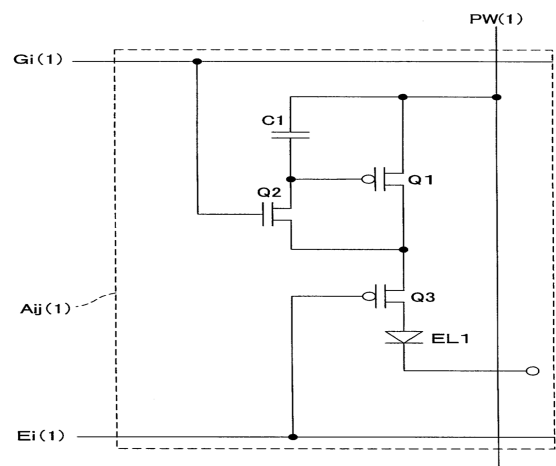 PW(1)
Gi(1)
C1
Q2
Q1
Q3
Aij(1)
EL1
Ei(1)